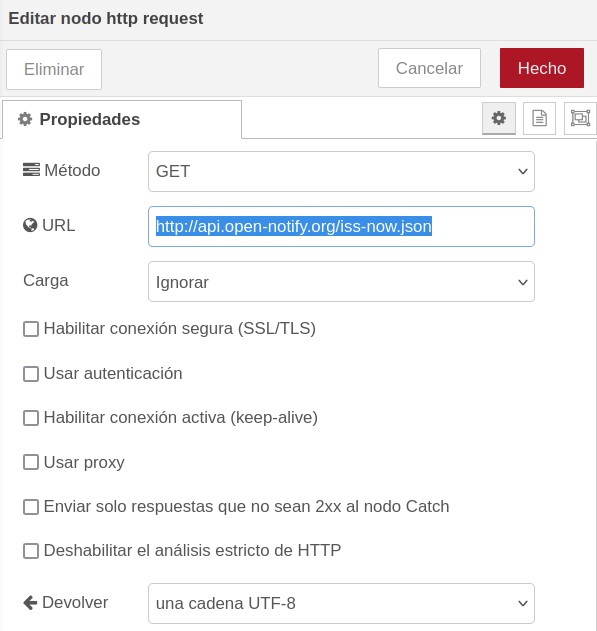 Editar nodo http request
Eliminar
Cancelar
Hecho
Propiedades
Método
GET
URL
http://api.open-notify.org/iss-now.json
Carga
Ignorar
Habilitar conexión segura (SSL/TLS)
Usar autenticación
Habilitar conexión activa (keep-alive)
Usar proxy
Enviar solo respuestas que no sean 2xx al nodo Catch
Deshabilitar el análisis estricto de HTTP
Devolver
una cadena UTF-8